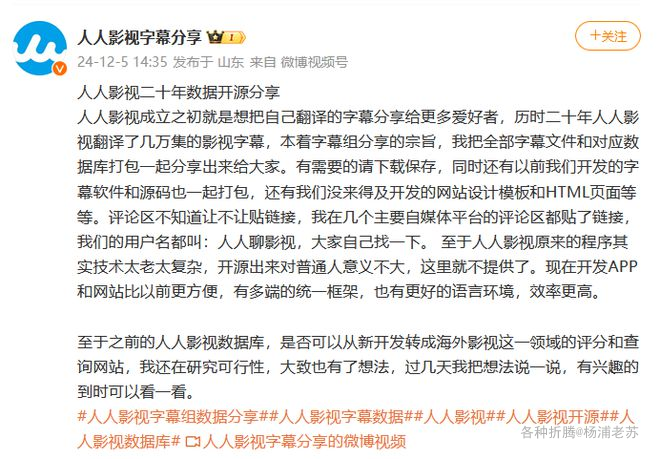 人人影视字幕分享 1
+关注
24-12-5 14:35 发布于 山东 来自 微博视频号
人人影视二十年数据开源分享
人人影视成立之初就是想把自己翻译的字幕分享给更多爱好者，历时二十年人人影
视翻译了几万集的影视字幕，本着字幕组分享的宗旨，我把全部字幕文件和对应数
据库打包一起分享出来给大家。有需要的请下载保存，同时还有以前我们开发的字
幕软件和源码也一起打包，还有我们没来得及开发的网站设计模板和HTML页面等
等。评论区不知道让不让贴链接，我在几个主要自媒体平台的评论区都贴了链接，
我们的用户名都叫：人人聊影视，大家自己找一下。 至于人人影视原来的程序其
实技术太老太复杂，开源出来对普通人意义不大，这里就不提供了。现在开发APP
和网站比以前更方便，有多端的统一框架，也有更好的语言环境，效率更高。
至于之前的人人影视数据库，是否可以从新开发转成海外影视这一领域的评分和查
询网站，我还在研究可行性，大致也有了想法，过几天我把想法说一说，有兴趣的
到时可以看一看。
#人人影视字幕组数据分享##人人影视字幕数据##人人影视##人人影视开源##人
人影视数据库# 人人影视字幕分享的微博视频
各种折腾@杨浦老苏